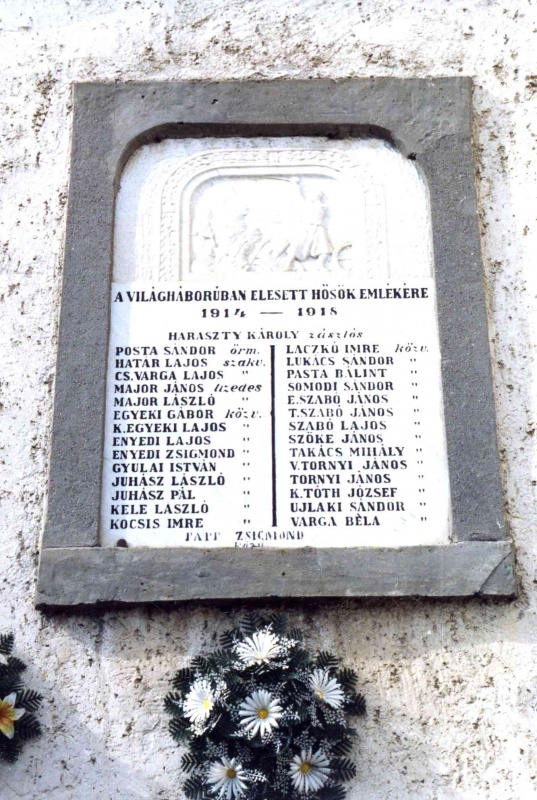 A VILÁGHÁBORÚBAN ELESETT HŐSÖK EMLÉKÉRE
1914 — 1918
HARASZTY KÁROLY zászlós
POSTA SÁNDOR őrm.
HATÁR LAJOS szakv.
CS.VARGA LAJOS "
MAJOR JÁNOS tizedes
MAJOR LÁSZLÓ "
EGYEKI GÁBOR közv.
K.EGYEKI LAJOS "
ENYEDI LAJOS "
ENYEDI ZSIGMOND "
GYULAI ISTVÁN "
JUHÁSZ LÁSZLÓ "
JUHÁSZ PÁL "
KELE LÁSZLÓ "
KOCSIS IMRE "
LACZKÓ IMRE közv.
LUKÁCS SÁNDOR "
PASTA BÁLINT "
SOMODI SÁNDOR "
E.SZABÓ JÁNOS "
T.SZABÓ JÁNOS "
SZABÓ LAJOS "
SZŐKE JÁNOS "
TAKÁCS MIHÁLY "
V.TORNYI JÁNOS "
TORNYI JÁNOS "
K.TÓTH JÓZSEF "
UJLAKI SÁNDOR "
VARGA BÉLA "
PAPP ZSIGMOND
közv.